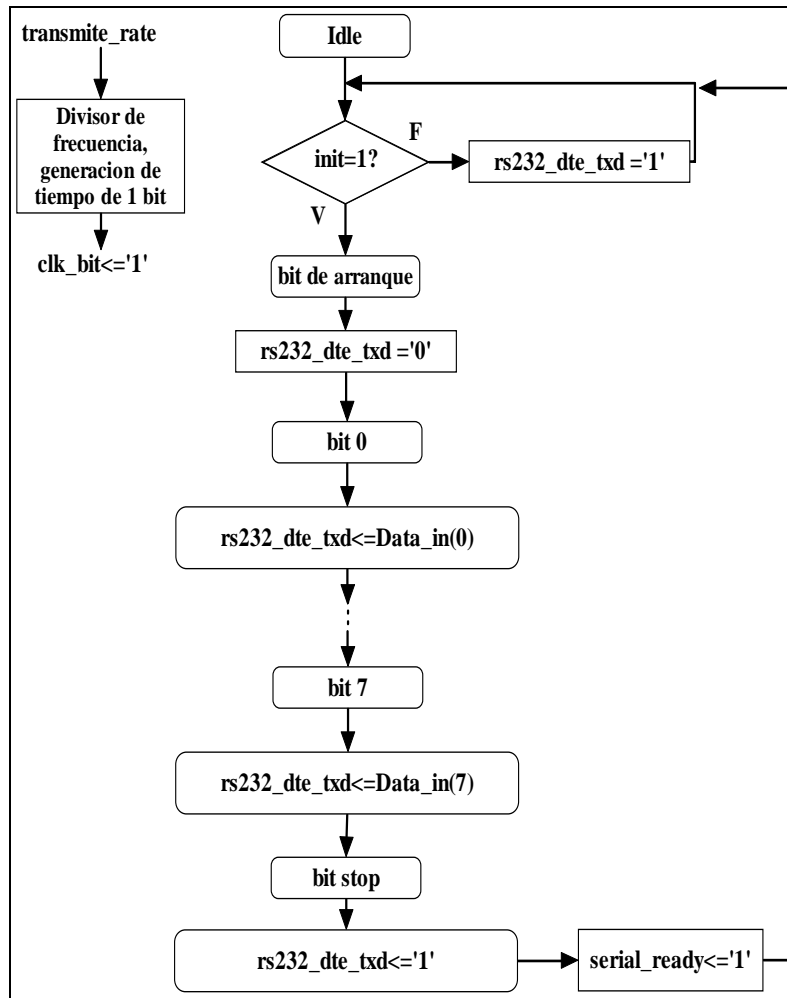 transmite_rate
Divisor de
frecuencia,
generacion de
tiempo de 1 bit
clk_bit<='1'
Idle
init=1?
F
rs232_dte_txd ='1'
V
bit de arranque
rs232_dte_txd ='0'
bit 0
rs232_dte_txd<=Data_in(0)
bit 7
rs232_dte_txd<=Data_in(7)
bit stop
rs232_dte_txd<='1'
serial_ready<='1'